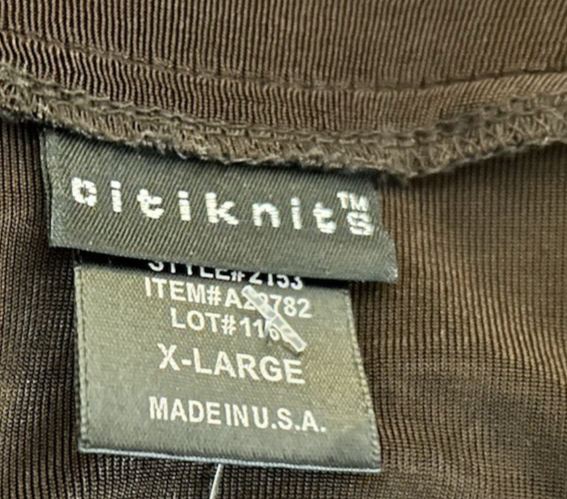 citiknits™
STYLE#2153
X-LARGE
MADE IN U.S.A.